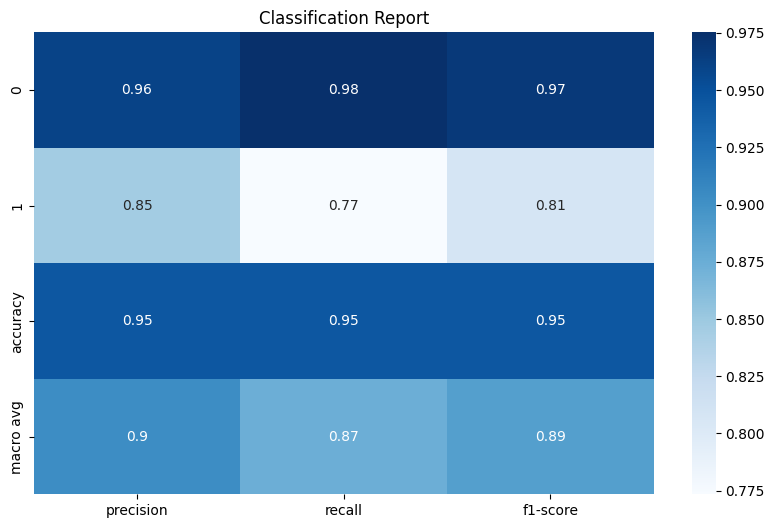 Classification Report
0 0.96 0.98 0.97
1 0.85 0.77 0.81
accuracy 0.95 0.95 0.95
macro avg 0.9 0.87 0.89
precision recall f1-score
0.975
0.950
0.925
0.900
0.875
0.850
0.825
0.800
0.775